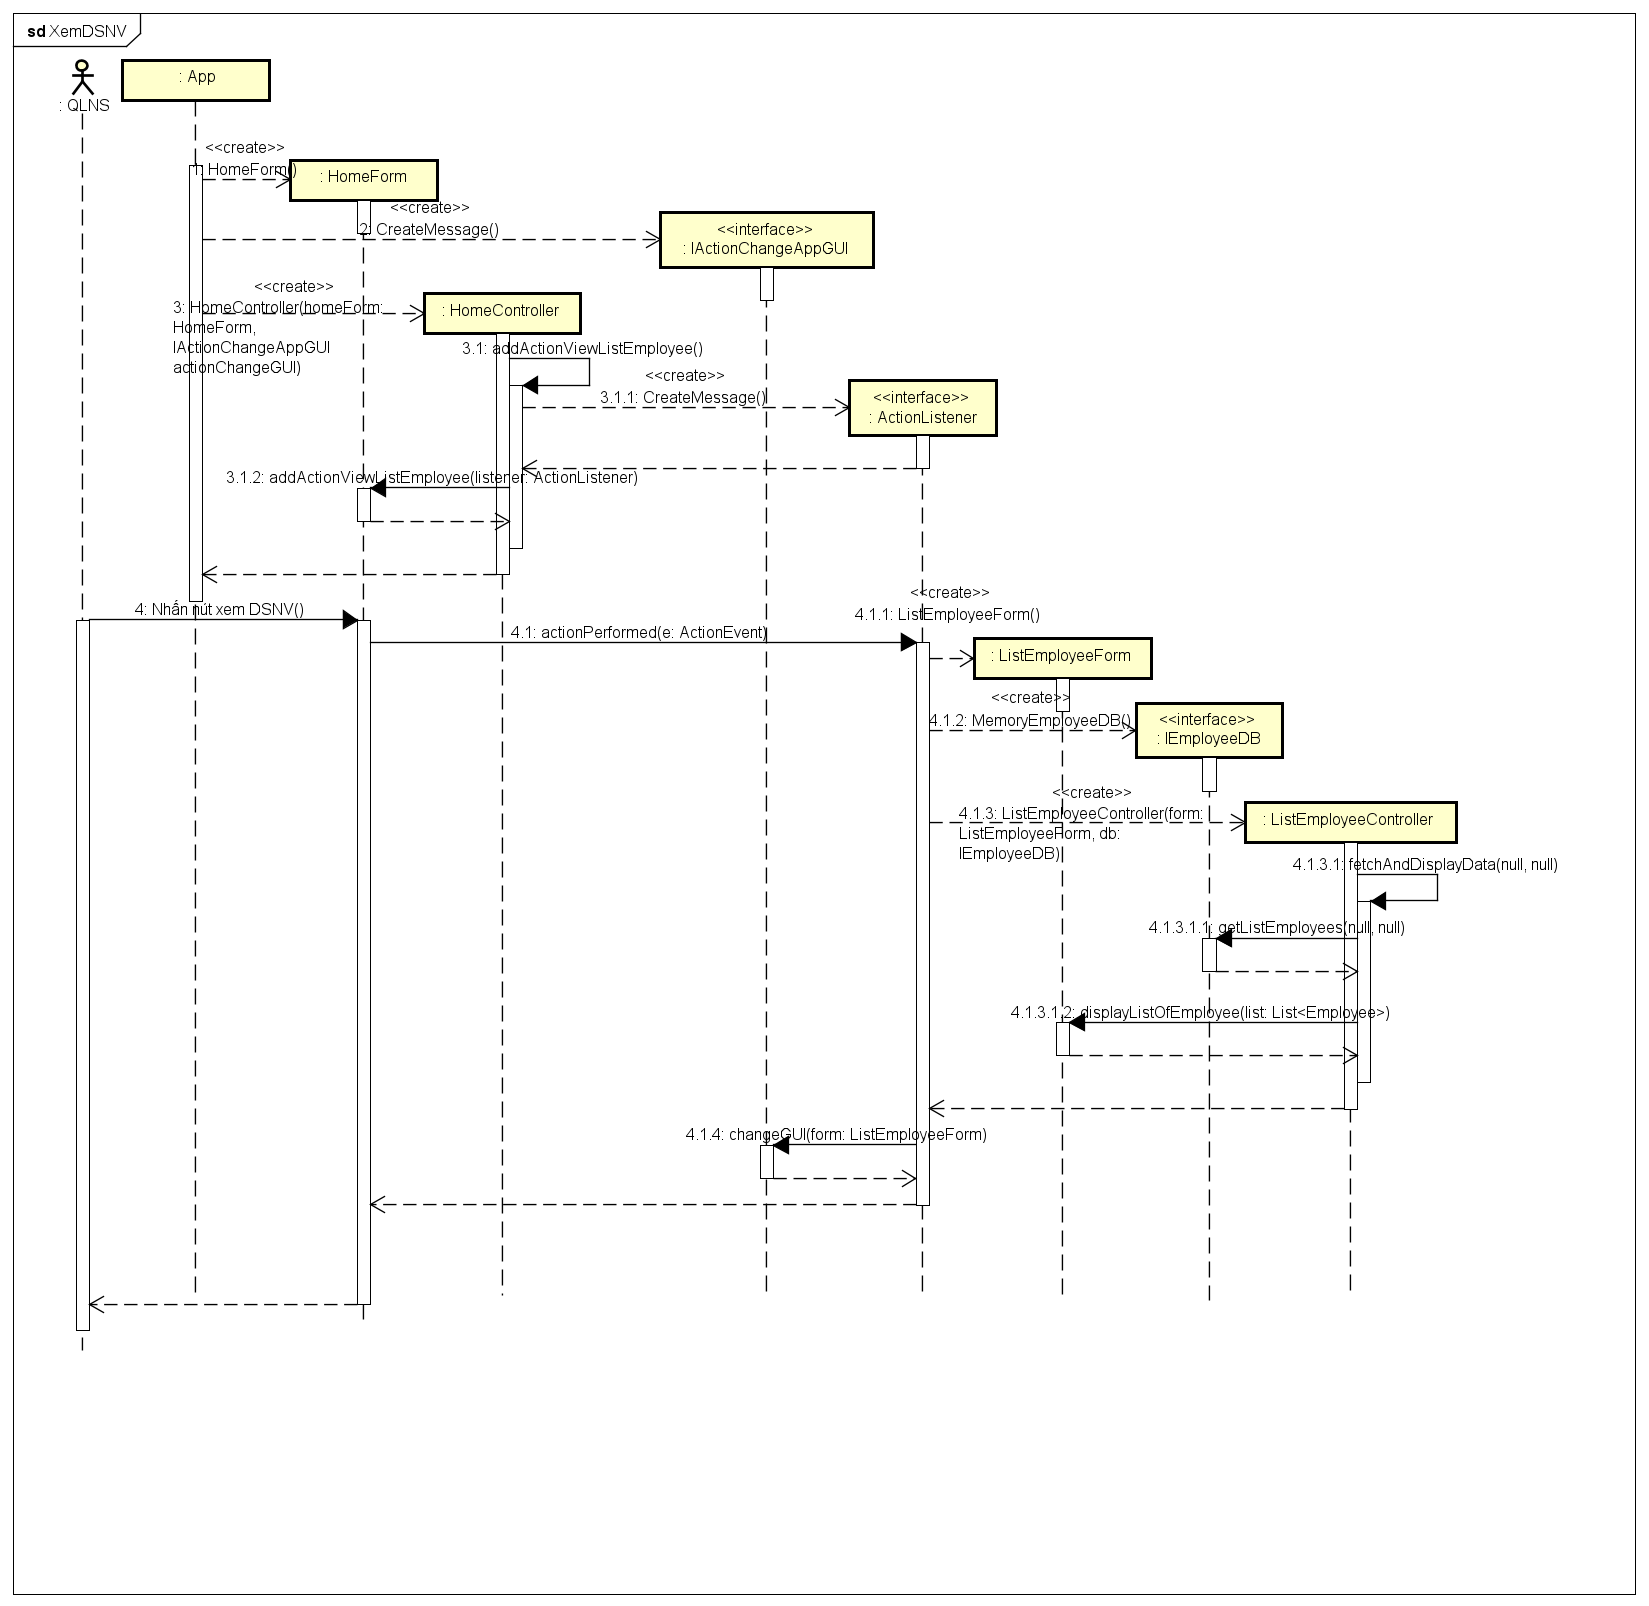 sd XemDSNV
: QLNS
: App
<<create>>
1: HomeForm()
: HomeForm
<<create>>
2: CreateMessage()
<<interface>>
: IActionChangeAppGUI
<<create>>
3: HomeController(homeForm:
HomeForm,
IActionChangeAppGUI
actionChangeGUI)
: HomeController
3.1: addActionViewListEmployee()
<<create>>
3.1.1: CreateMessage()
<<interface>>
: ActionListener
3.1.2: addActionViewListEmployee(listener: ActionListener)
<<create>>
4: Nhấn nút xem DSNV()
4.1.1: ListEmployeeForm()
4.1: actionPerformed(e: ActionEvent)
: ListEmployeeForm
<<create>>
4.1.2: MemoryEmployeeDB()
<<interface>>
: IEmployeeDB
<<create>>
4.1.3: ListEmployeeController(form:
ListEmployeeForm, db:
IEmployeeDB)
: ListEmployeeController
4.1.3.1: fetchAndDisplayData(null, null)
4.1.3.1.1: getListEmployees(null, null)
4.1.3.1.2: displayListOfEmployee(list: List<Employee>)
4.1.4: changeGUI(form: ListEmployeeForm)